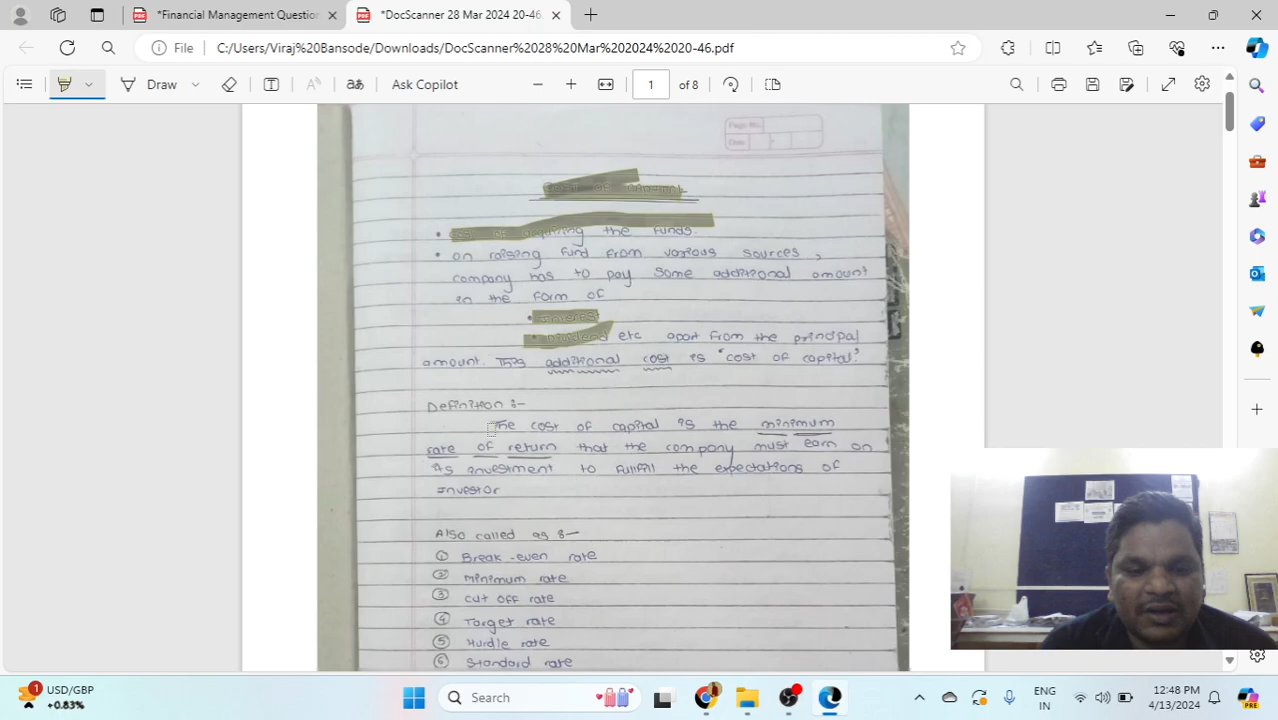 *Financial Management Question
*DocScanner 28 Mar 2024 20-46.
File
C:/Users/Viraj%20Bansode/Downloads/DocScanner%2028%20Mar%202024%2020-46.pdf
Draw
Ask Copilot
1
of 8
Page No.
Date
Cost of
the funds.
• on raising fund from various sources,
company has to pay some additional amount
in the form of
• Interest
• Dividend etc apart from the principal
amount. This additional cost is "cost of capital."
Definition :-
The cost of capital is the minimum
rate of return that the company must earn on
its investment to fullfill the expectations of
Investor
Also called as :-
① Break-even rate
② minimum rate
③ cut off rate
④ Target rate
⑤ Hurdle rate
⑥ Standard rate
1
USD/GBP
+0.83%
Search
ENG
IN
12:48 PM
4/13/2024
PRE